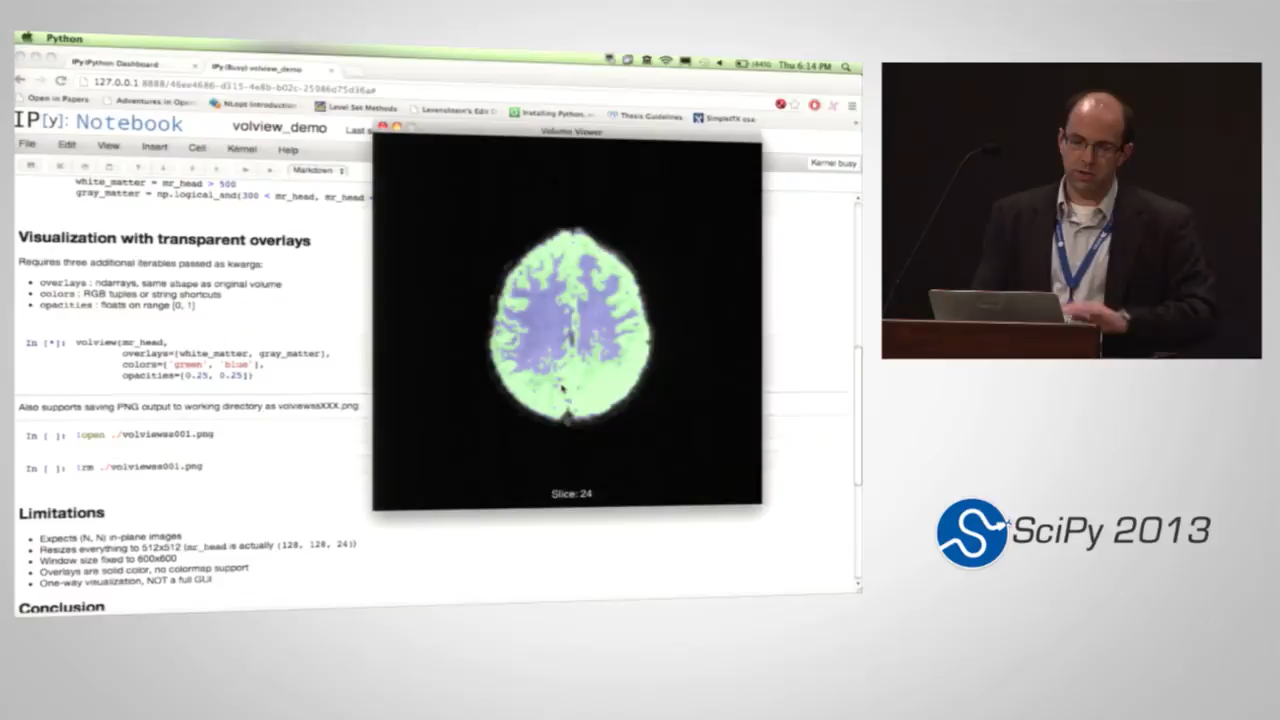 Python
Thu 6:14 PM
IP[y]: IPython Dashboard
IP[y]: (Busy) volview_demo
127.0.0.1:8888/46ee4686-d315-4e8b-b02c-25986d75d36a#
Open in Papers
Adventures in Open
NLopt Introduction
Level Set Methods
Levenshtein's Edit
Installing Python,
Thesis Guidelines
SimpleITK osx
IP[y]: Notebook
volview_demo
Last s
Volume Viewer
File Edit View Insert Cell Kernel Help
Kernel busy
Markdown
white_matter = mr_head > 500
gray_matter = np.logical_and(300 < mr_head, mr_head <
Visualization with transparent overlays
Requires three additional iterables passed as kwargs:
• overlays : ndarrays, same shape as original volume
• colors : RGB tuples or string shortcuts
• opacities : floats on range [0, 1]
In [*]: volview(mr_head,
overlays=[white_matter, gray_matter],
colors=['green', 'blue'],
opacities=[0.25, 0.25])
Also supports saving PNG output to working directory as volviewssXXX.png
In [ ]: !open ./volviewss001.png
In [ ]: !rm ./volviewss001.png
Slice: 24
Limitations
• Expects (N, N) in-plane images
• Resizes everything to 512x512 (mr_head is actually (128, 128, 24))
• Window size fixed to 600x600
• Overlays are solid color, no colormap support
• One-way visualization, NOT a full GUI
Conclusion
SciPy 2013